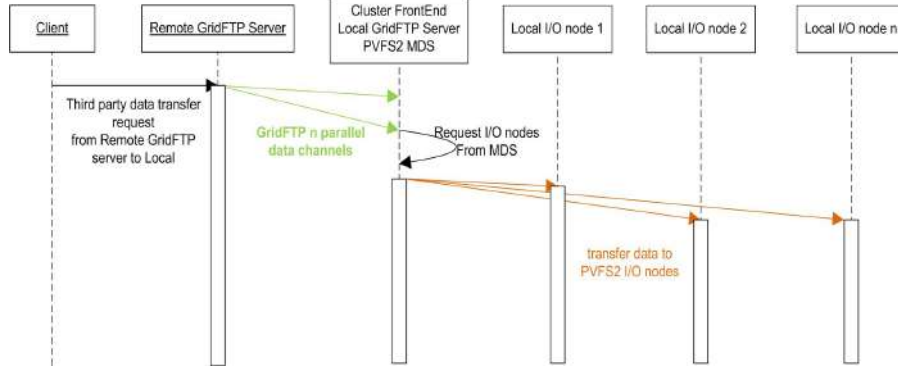 Client
Remote GridFTP Server
Cluster FrontEnd
Local GridFTP Server
PVFS2 MDS
Local I/O node 1
Local I/O node 2
Local I/O node n
Third party data transfer
request
from Remote GridFTP
server to Local
GridFTP n parallel
data channels
Request I/O nodes
From MDS
transfer data to
PVFS2 I/O nodes